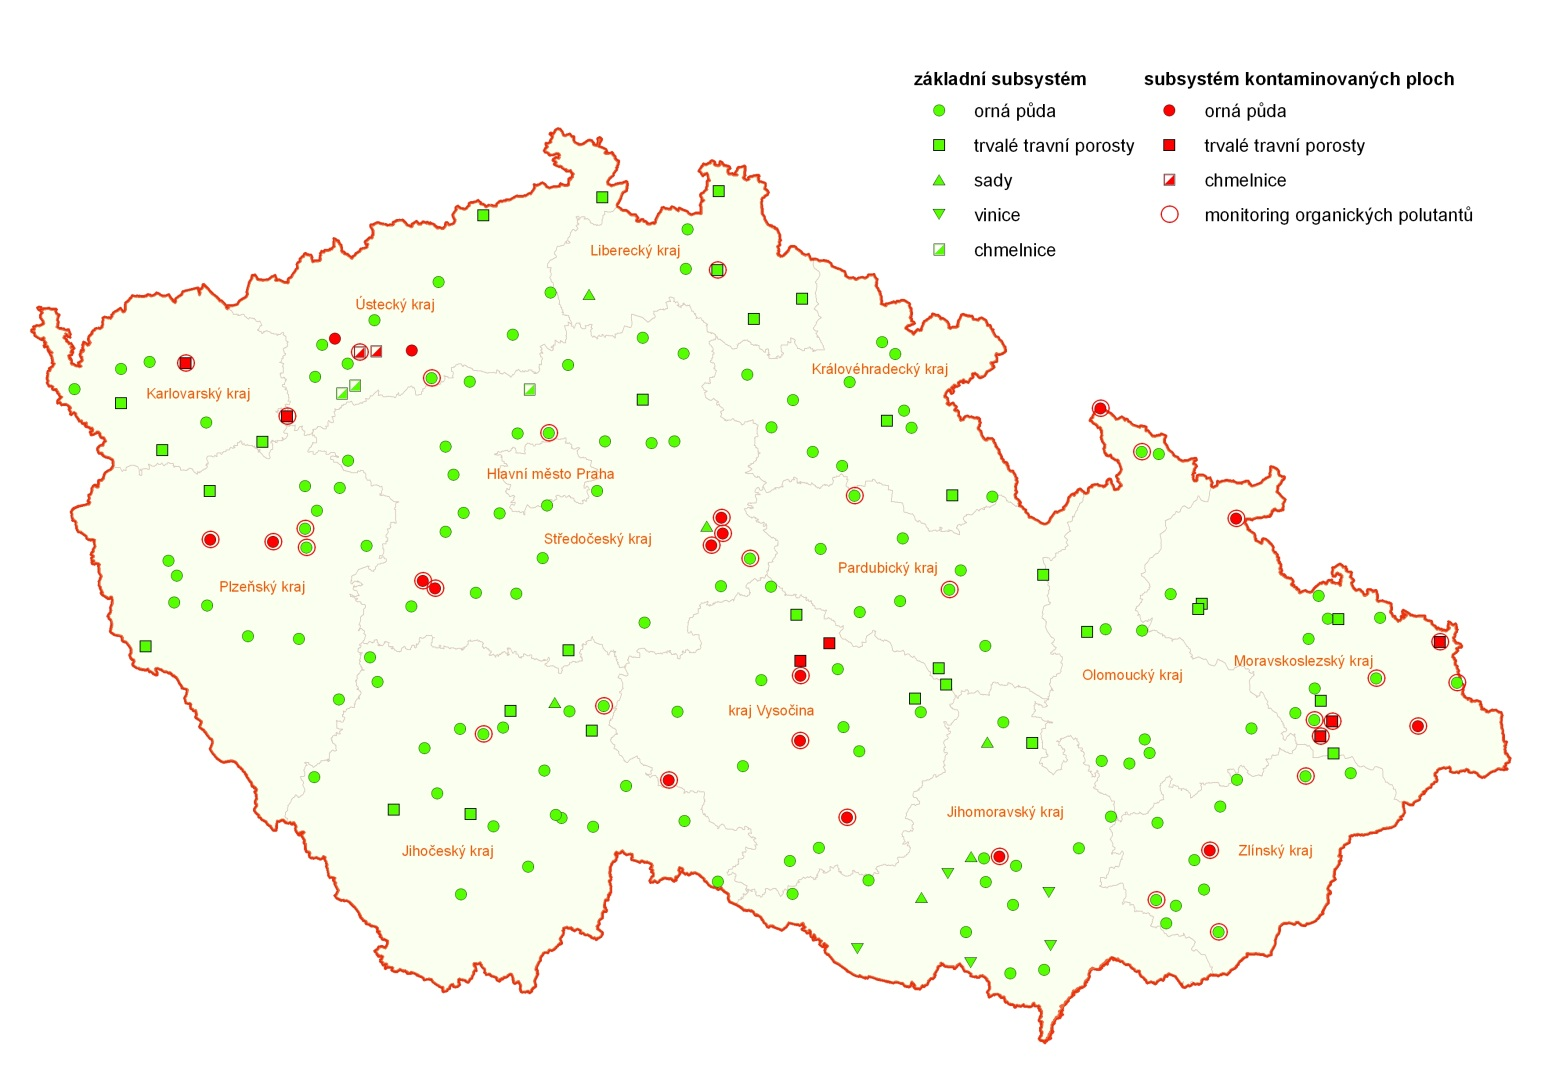 základní subsystém
orná půda
trvalé travní porosty
sady
vinice
chmelnice
subsystém kontaminovaných ploch
orná půda
trvalé travní porosty
chmelnice
monitoring organických polutantů
Liberecký kraj
Ústecký kraj
Královéhradecký kraj
Karlovarský kraj
Hlavní město Praha
Středočeský kraj
Pardubický kraj
Plzeňský kraj
Moravskoslezský kraj
Olomoucký kraj
kraj Vysočina
Jihomoravský kraj
Jihočeský kraj
Zlínský kraj